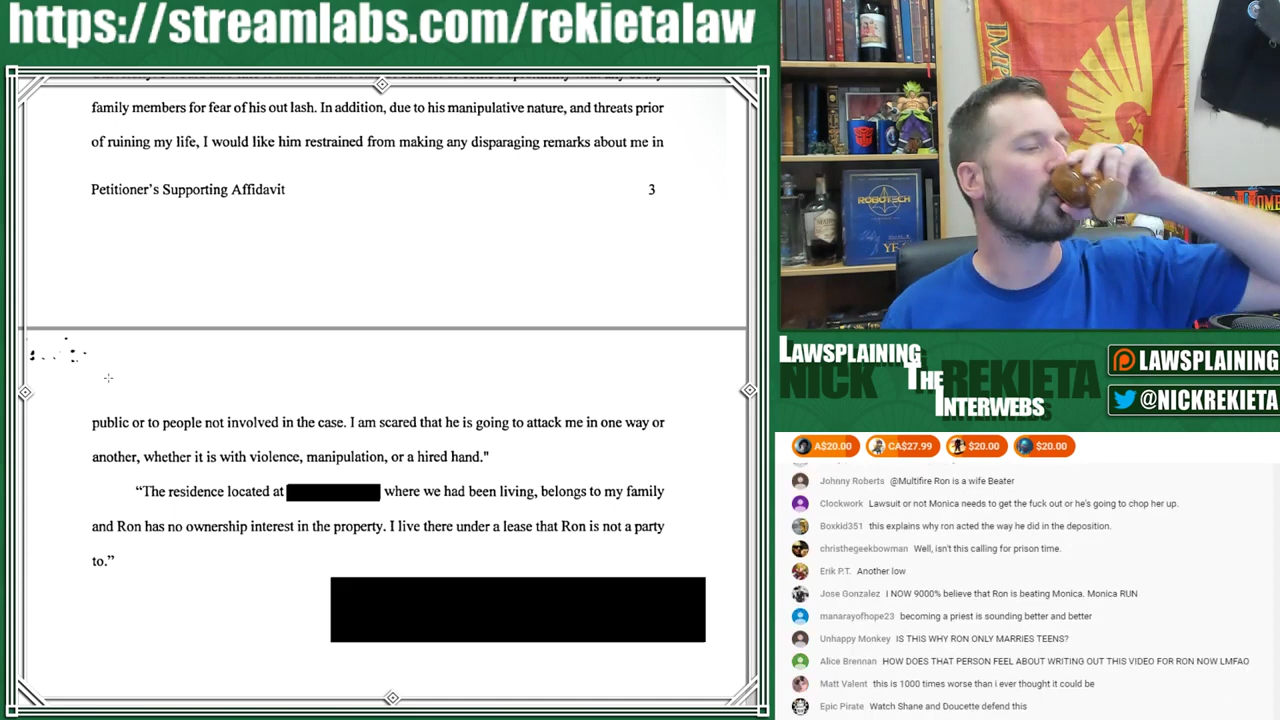 https://streamlabs.com/rekietalaw
family members for fear of his out lash. In addition, due to his manipulative nature, and threats prior
of ruining my life, I would like him restrained from making any disparaging remarks about me in
Petitioner's Supporting Affidavit 3
public or to people not involved in the case. I am scared that he is going to attack me in one way or
another, whether it is with violence, manipulation, or a hired hand."
“The residence located at where we had been living, belongs to my family
and Ron has no ownership interest in the property. I live there under a lease that Ron is not a party
to.”
ROBOTECH
LAWSPLAINING
THE
INTERWEBS
NICK REKIETA
LAWSPLAINING
@NICKREKIETA
A$20.00 CA$27.99 $20.00 $20.00
Johnny Roberts @Multifire Ron is a wife Beater
Clockwork Lawsuit or not Monica needs to get the fuck out or he's going to chop her up.
Boxkid351 this explains why ron acted the way he did in the deposition.
christhegeekbowman Well, isn't this calling for prison time.
Erik P.T. Another low
Jose Gonzalez I NOW 9000% believe that Ron is beating Monica. Monica RUN
manarayofhope23 becoming a priest is sounding better and better
Unhappy Monkey IS THIS WHY RON ONLY MARRIES TEENS?
Alice Brennan HOW DOES THAT PERSON FEEL ABOUT WRITING OUT THIS VIDEO FOR RON NOW LMFAO
Matt Valent this is 1000 times worse than i ever thought it could be
Epic Pirate Watch Shane and Doucette defend this